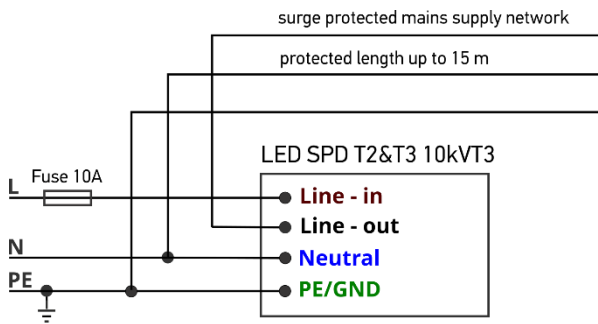 surge protected mains supply network
protected length up to 15 m
LED SPD T2&T3 10kVT3
Fuse 10A
L
Line - in
Line - out
N
Neutral
PE
PE/GND